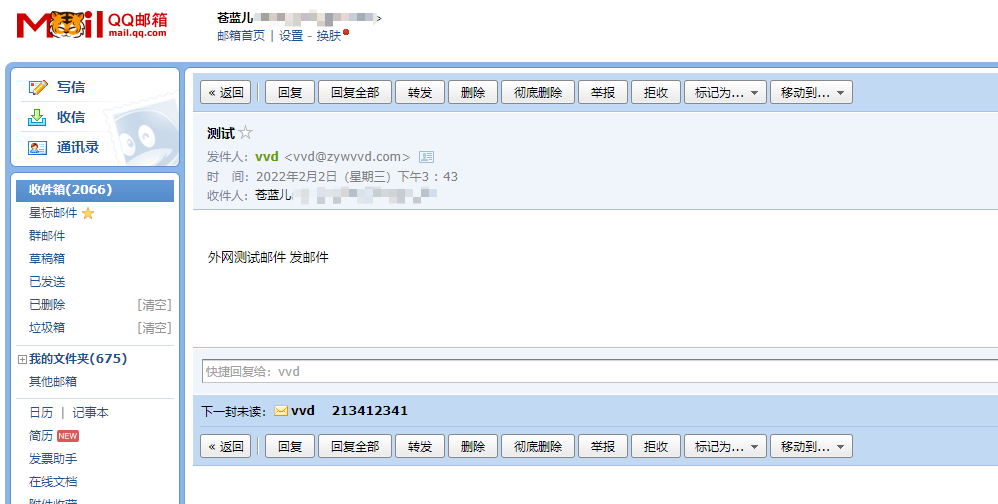 Mail QQ邮箱
mail.qq.com
苍蓝儿 >
邮箱首页 | 设置 - 换肤
写信
收信
通讯录
收件箱(2066)
星标邮件
群邮件
草稿箱
已发送
已删除 [清空]
垃圾箱 [清空]
我的文件夹(675)
其他邮箱
日历 | 记事本
简历 NEW
发票助手
在线文档
附件收藏
« 返回 回复 回复全部 转发 删除 彻底删除 举报 拒收 标记为... 移动到...
测试
发件人: vvd <vvd@zywvvd.com>
时 间: 2022年2月2日 (星期三) 下午3:43
收件人: 苍蓝儿
外网测试邮件 发邮件
快捷回复给: vvd
下一封未读: vvd 213412341
« 返回 回复 回复全部 转发 删除 彻底删除 举报 拒收 标记为... 移动到...